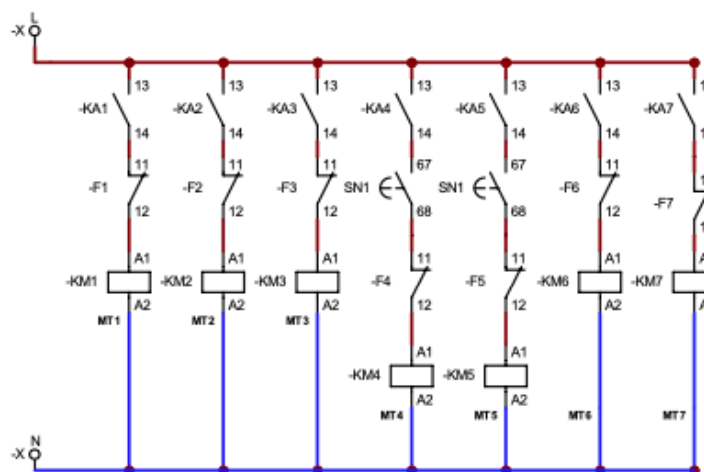 L
-X
13 13 13 13 13 13
-KA1 -KA2 -KA3 -KA4 -KA5 -KA6 -KA7
14 14 14 14 14 14
11 11 11 67 67 11
-F1 -F2 -F3 SN1 SN1 -F6 -F7
12 12 12 68 68 12
A1 A1 A1 11 11 A1
-KM1 -KM2 -KM3 -F4 -F5 -KM6 -KM7
A2 A2 A2 12 12 A2
MT1 MT2 MT3
A1 A1
-KM4 -KM5
A2 A2
MT4 MT5 MT6 MT7
N
-X